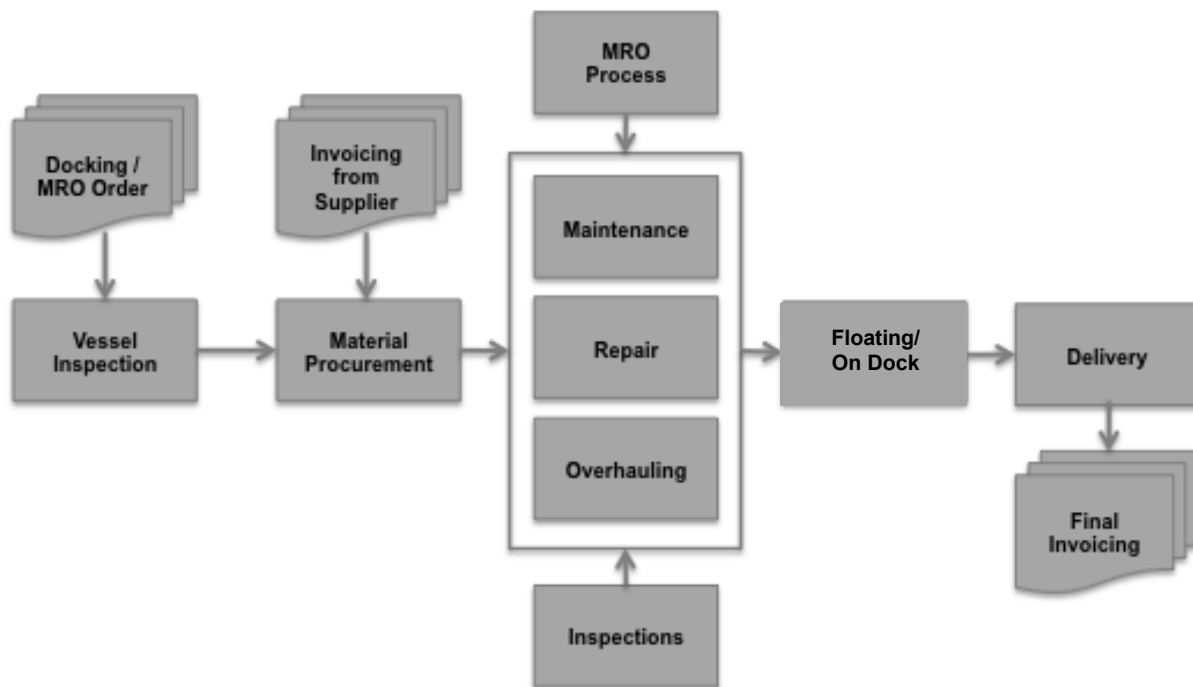 MRO
Process
Docking /
MRO Order
Invoicing
from
Supplier
Maintenance
Vessel
Inspection
Material
Procurement
Repair
Floating/
On Dock
Delivery
Overhauling
Final
Invoicing
Inspections